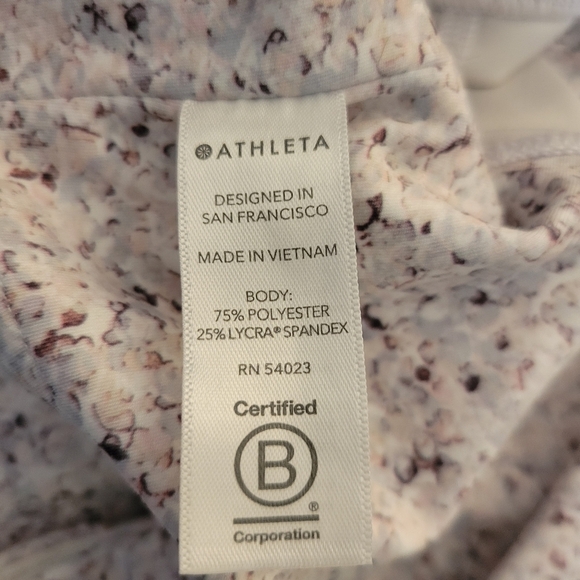 ATHLETA
DESIGNED IN
SAN FRANCISCO
MADE IN VIETNAM
BODY:
75% POLYESTER
25% LYCRA® SPANDEX
RN 54023
Certified
B
®
Corporation